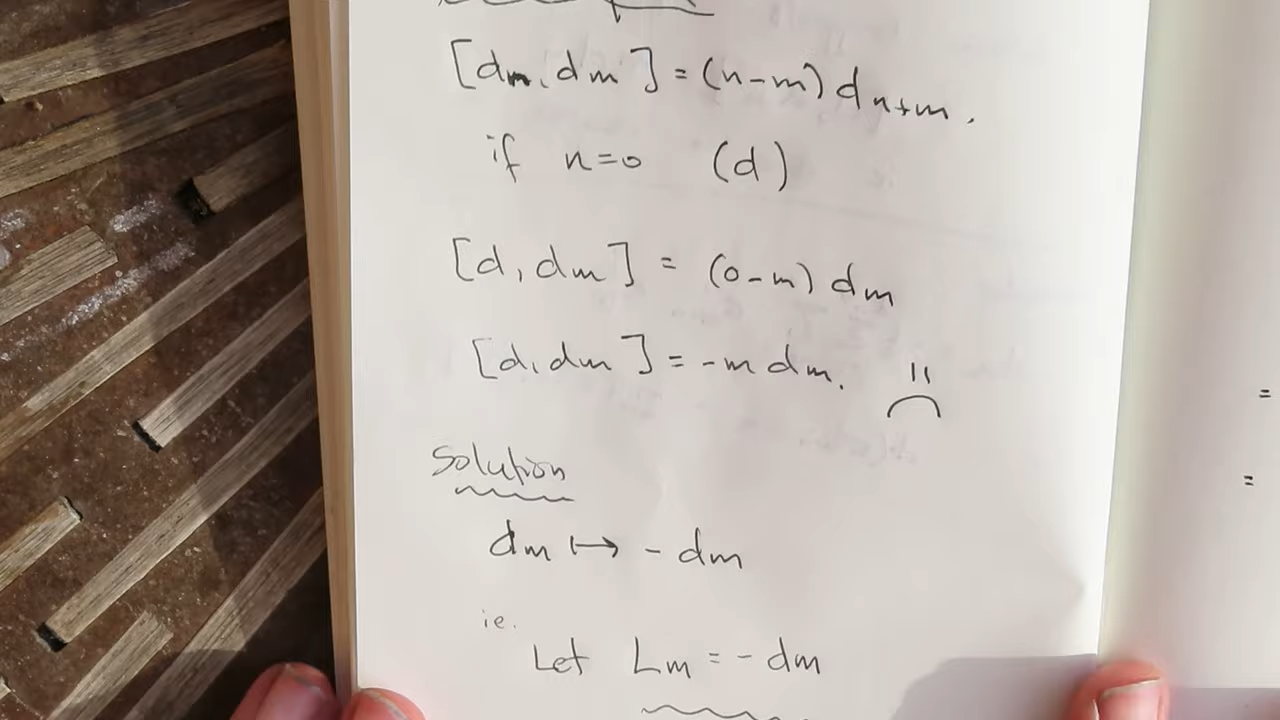 [dn, dm] = (n-m) dn+m.
if n=0 (d)
[d, dm] = (0-m) dm
[d, dm] = -m dm.
Solution
dm ↦ - dm
ie.
Let Lm = - dm
=
=